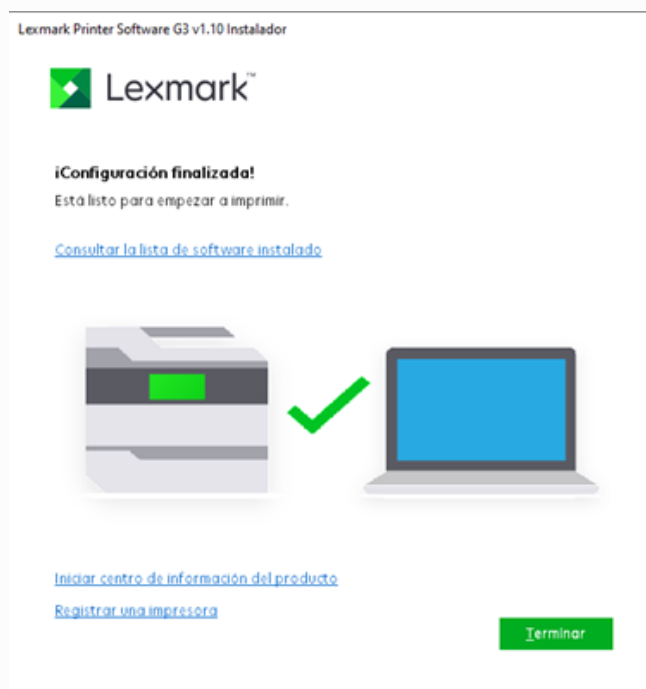 Lexmark Printer Software G3 v1.10 Instalador
Lexmark™
¡Configuración finalizada!
Está listo para empezar a imprimir.
Consultar la lista de software instalado
Iniciar centro de información del producto
Registrar una impresora
Terminar